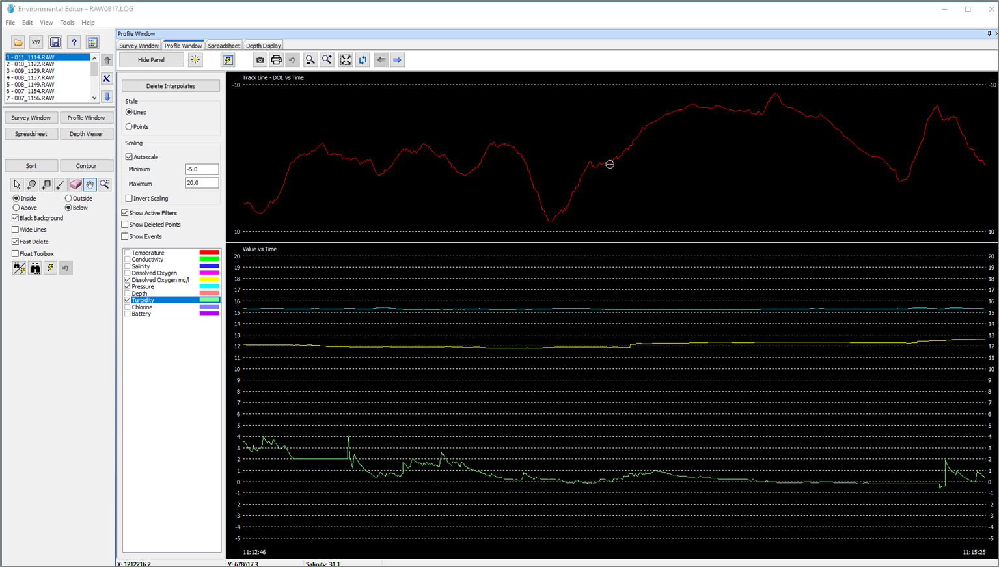 Environmental Editor - RAW0817.LOG
File Edit View Tools Help
XYZ
?
1 - 011_1114.RAW
2 - 010_1122.RAW
3 - 009_1129.RAW
4 - 008_1137.RAW
5 - 008_1149.RAW
6 - 007_1154.RAW
7 - 007_1156.RAW
X
Survey Window Profile Window
Spreadsheet Depth Viewer
Sort Contour
Inside Outside
Above Below
Black Background
Wide Lines
Fast Delete
Float Toolbox
Profile Window
Survey Window Profile Window Spreadsheet Depth Display
Hide Panel
Delete Interpolates
Style
Lines
Points
Scaling
Autoscale
Minimum -5.0
Maximum 20.0
Invert Scaling
Show Active Filters
Show Deleted Points
Show Events
Temperature
Conductivity
Salinity
Dissolved Oxygen
Dissolved Oxygen mg/l
Pressure
Depth
Turbidity
Chlorine
Battery
Track Line - DOL vs Time
-10 -10
10 10
Value vs Time
20 20
19 19
18 18
17 17
16 16
15 15
14 14
13 13
12 12
11 11
10 10
9 9
8 8
7 7
6 6
5 5
4 4
3 3
2 2
1 1
0 0
-1 -1
-2 -2
-3 -3
-4 -4
-5 -5
11:12:46 11:15:25
X: 1212216.2 Y: 678617.3 Salinity: 31.1